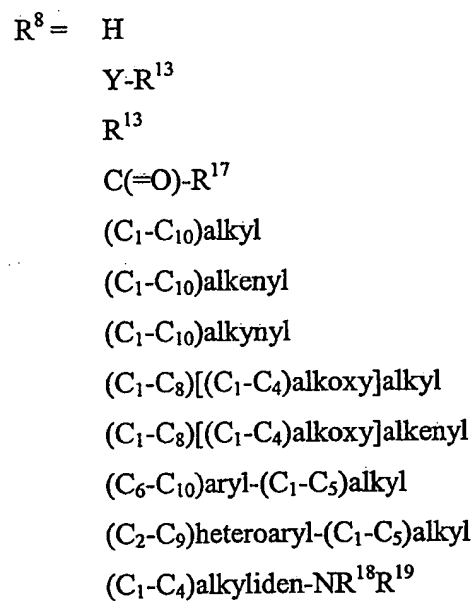 R⁸ = H
Y-R¹³
R¹³
C(=O)-R¹⁷
(C₁-C₁₀)alkyl
(C₁-C₁₀)alkenyl
(C₁-C₁₀)alkynyl
(C₁-C₈)[(C₁-C₄)alkoxy]alkyl
(C₁-C₈)[(C₁-C₄)alkoxy]alkenyl
(C₆-C₁₀)aryl-(C₁-C₅)alkyl
(C₂-C₉)heteroaryl-(C₁-C₅)alkyl
(C₁-C₄)alkyliden-NR¹⁸R¹⁹